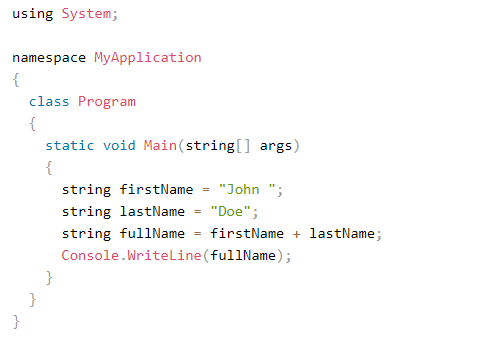 using System;

namespace MyApplication
{
  class Program
  {
    static void Main(string[] args)
    {
      string firstName = "John ";
      string lastName = "Doe";
      string fullName = firstName + lastName;
      Console.WriteLine(fullName);
    }
  }
}